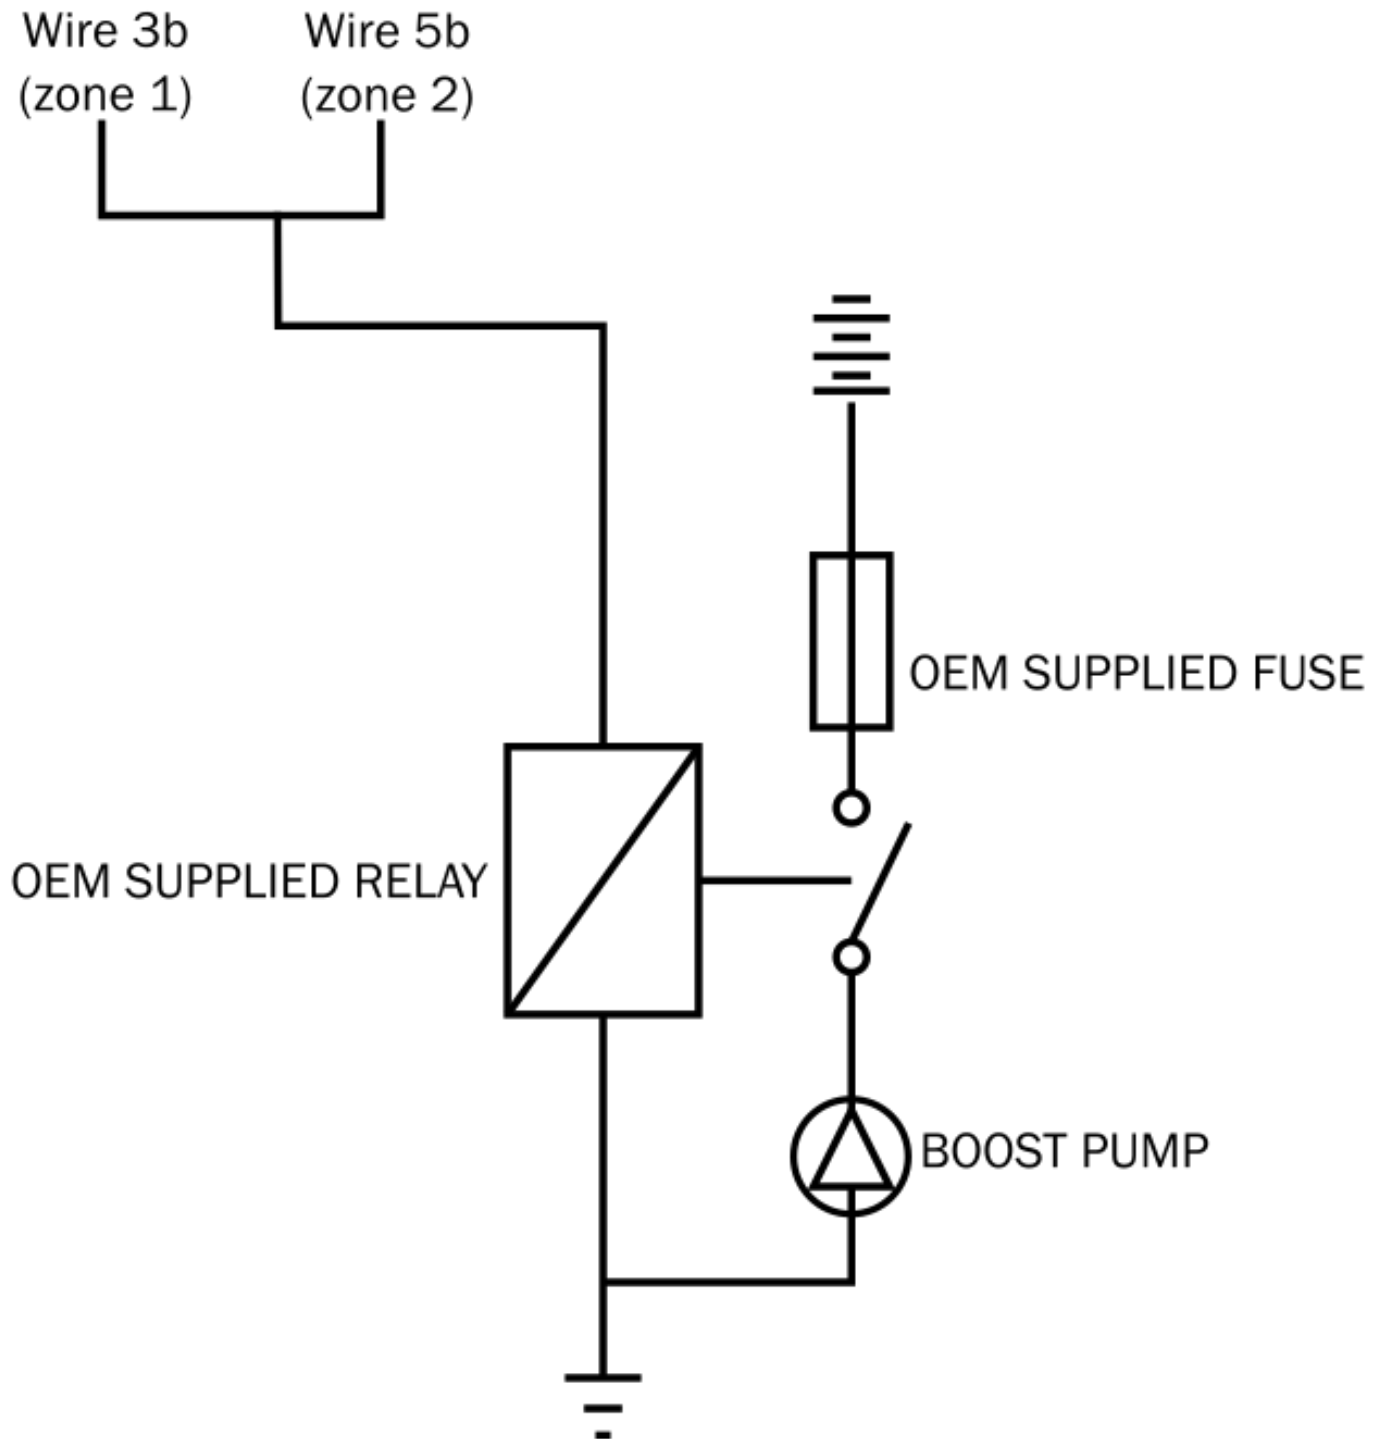 Wire 3b
(zone 1)
Wire 5b
(zone 2)
OEM SUPPLIED FUSE
OEM SUPPLIED RELAY
BOOST PUMP